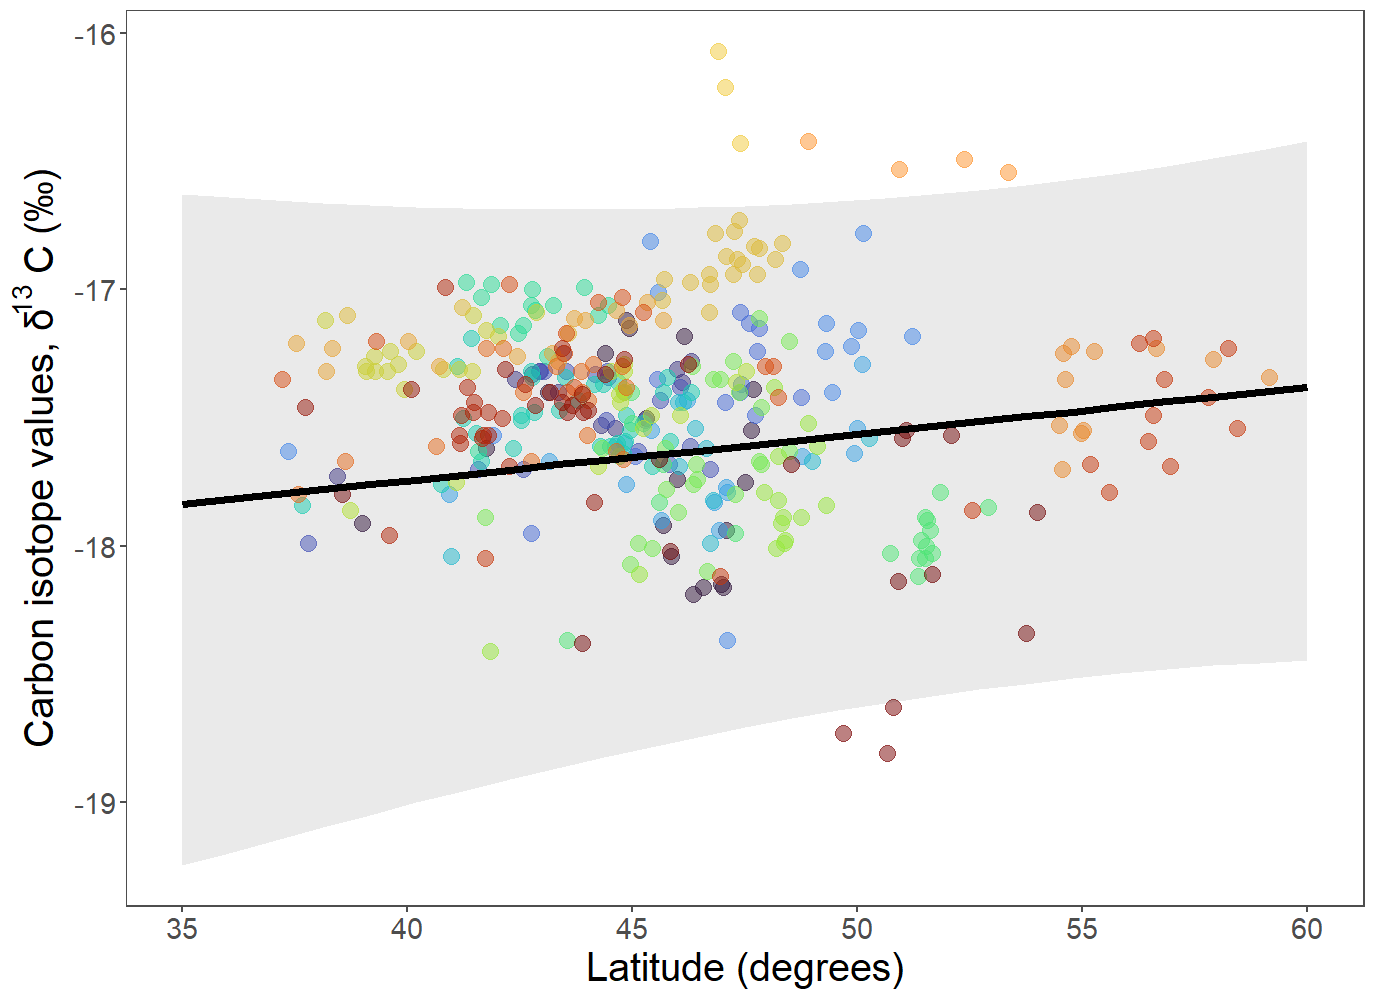 Carbon isotope values, δ¹³ C (‰)
-16
-17
-18
-19
35 40 45 50 55 60
Latitude (degrees)